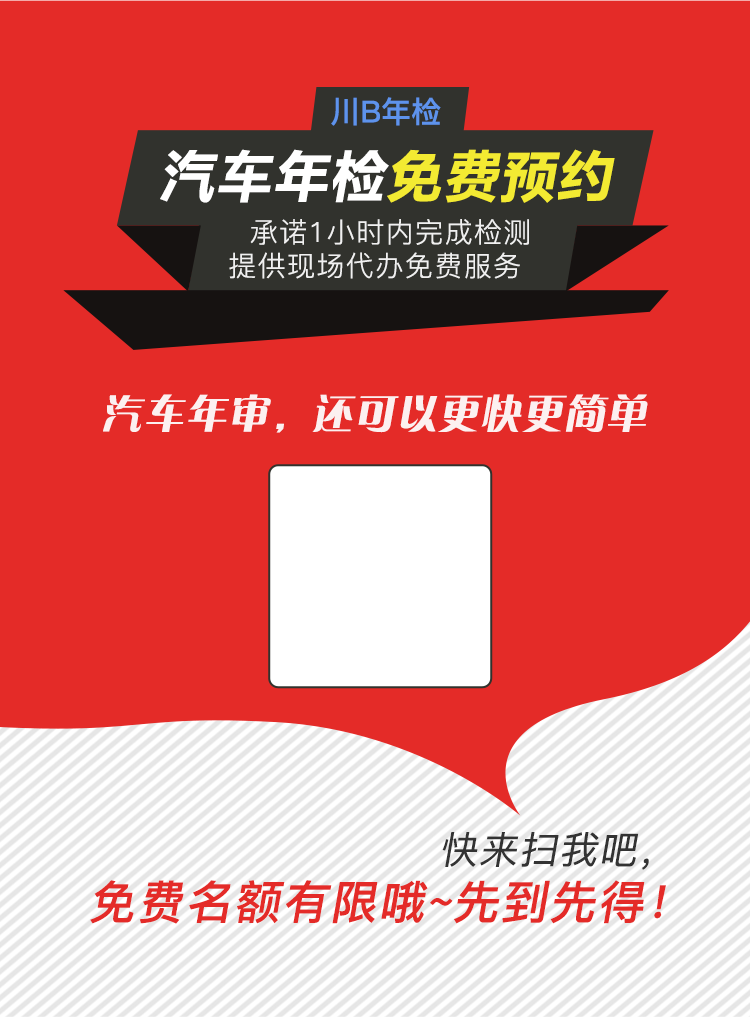 川B年检
汽车年检免费预约
承诺1小时内完成检测
提供现场代办免费服务
汽车年审，还可以更快更简单
快来扫我吧，
免费名额有限哦~先到先得！